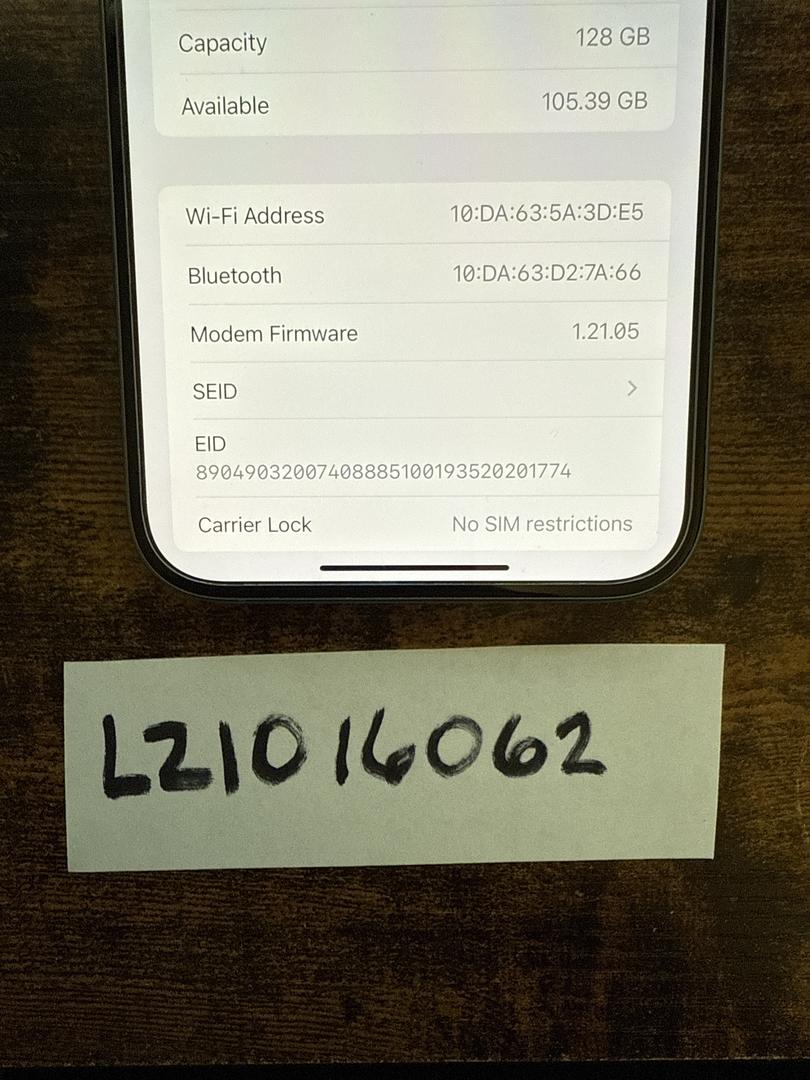 Capacity 128 GB
Available 105.39 GB
Wi-Fi Address 10:DA:63:5A:3D:E5
Bluetooth 10:DA:63:D2:7A:66
Modem Firmware 1.21.05
SEID
EID
89049032007408885100193520201774
Carrier Lock No SIM restrictions
LZ1016062